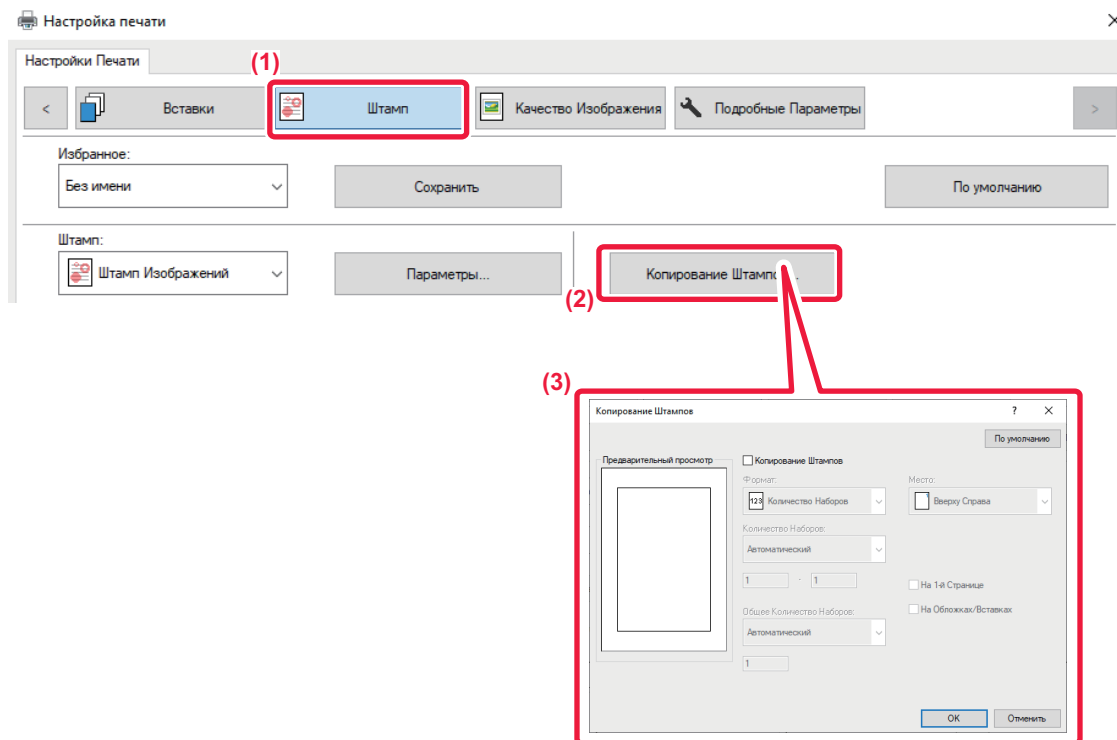 Настройка печати
Настройки Печати
(1)
<
Вставки
Штамп
Качество Изображения
Подробные Параметры
>
Избранное:
Без имени
Сохранить
По умолчанию
Штамп:
Штамп Изображений
Параметры...
Копирование
(2)
(3)
Копирование Штампов
?
По умолчанию
Предварительный просмотр
Копирование Штампов
Формат:
Место:
123 Количество Наборов
1 Вверху Справа
Количество Наборов:
Автоматический
1 - 1
На 1-й Странице
Общее Количество Наборов:
На Обложках/Вставках
Автоматический
1
OK
Отменить